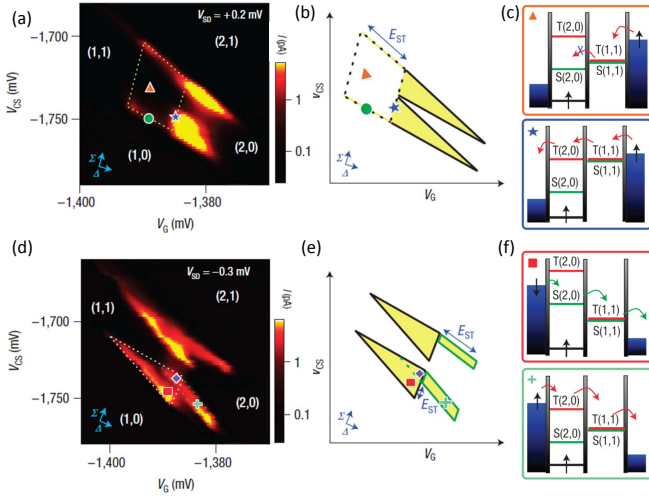 (a)
V_SD = +0.2 mV
(1,1)
(2,1)
(1,0)
(2,0)
Σ
Δ
−1,700
−1,750
V_CS (mV)
−1,400
−1,380
V_G (mV)
I (pA)
1
0.1
(b)
E_ST
Σ
Δ
V_CS
V_G
(c)
T(2,0)
S(2,0)
T(1,1)
S(1,1)
X
T(2,0)
S(2,0)
T(1,1)
S(1,1)
(d)
V_SD = −0.3 mV
(1,1)
(2,1)
(1,0)
(2,0)
Σ
Δ
−1,700
−1,750
V_CS (mV)
−1,400
−1,380
V_G (mV)
I (pA)
1
0.1
(e)
E_ST
E_ST
Σ
Δ
V_CS
V_G
(f)
T(2,0)
S(2,0)
T(1,1)
S(1,1)
T(2,0)
S(2,0)
T(1,1)
S(1,1)